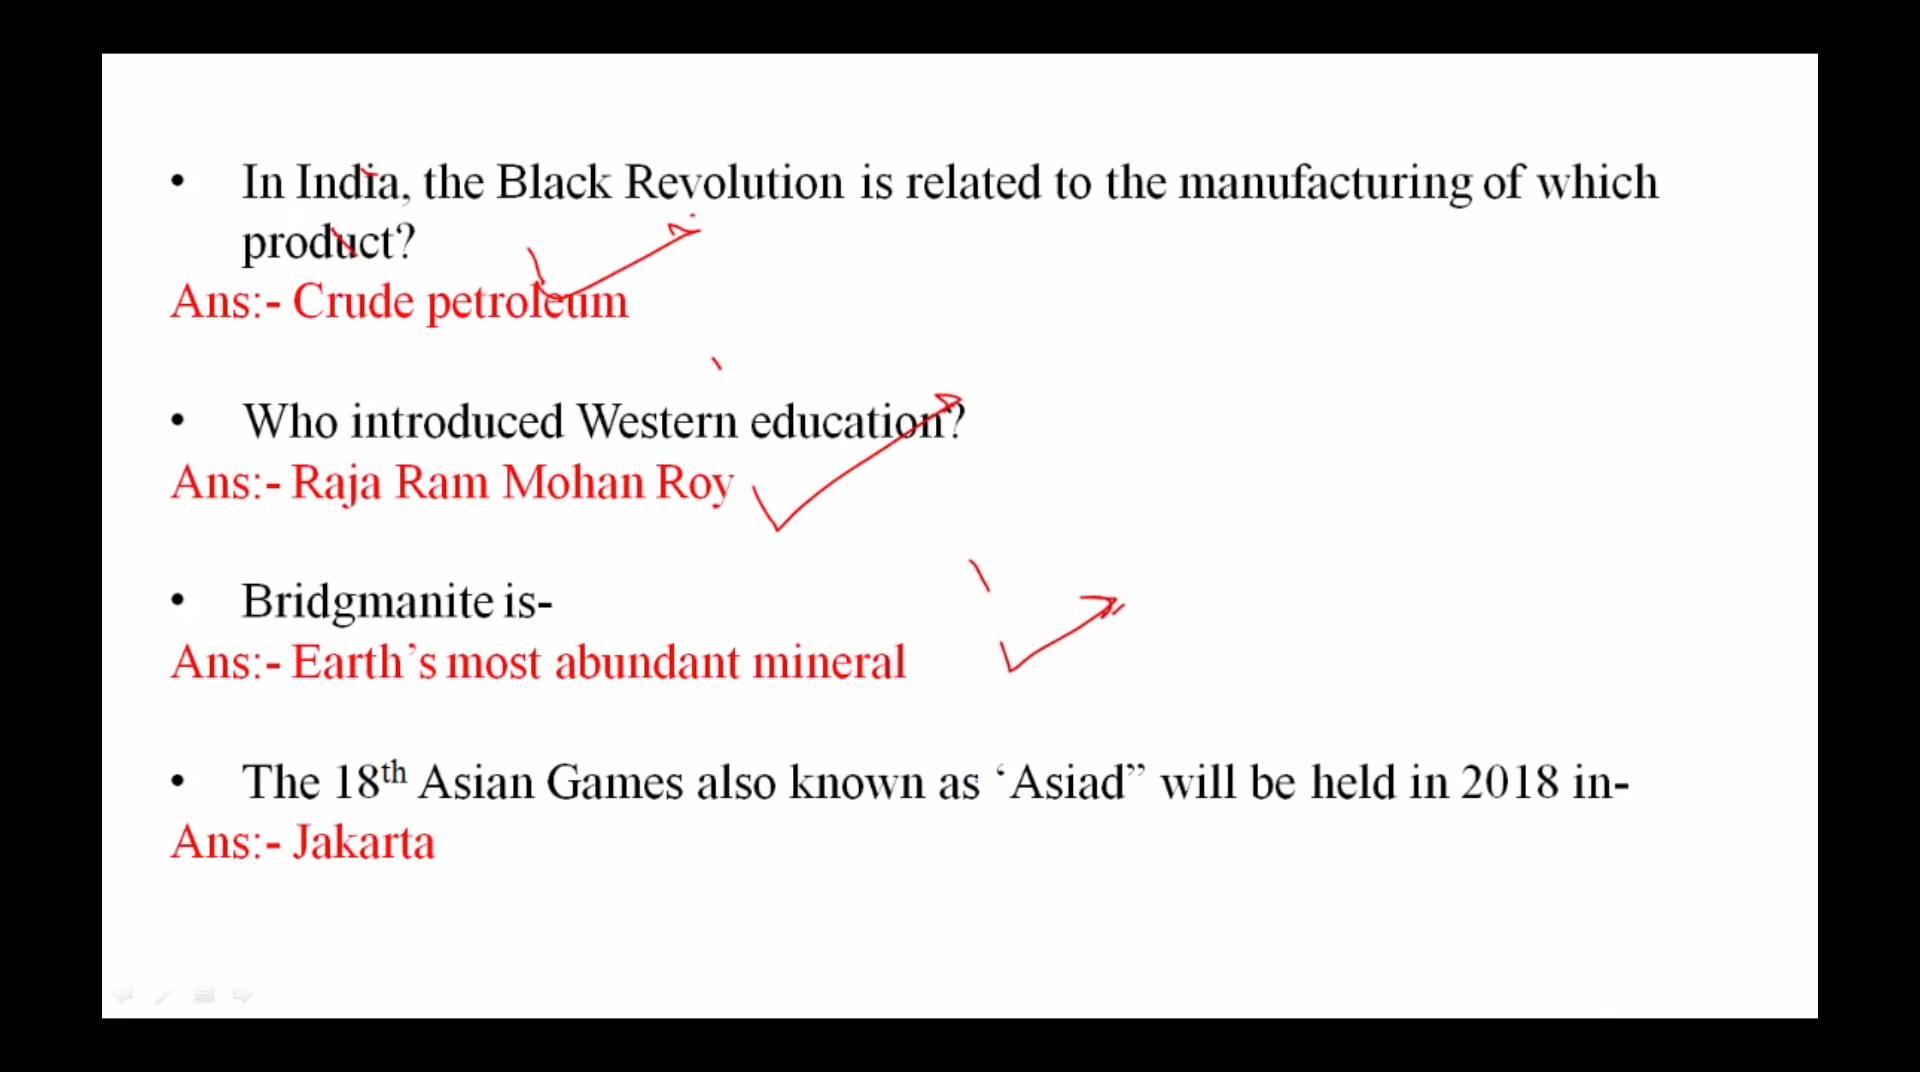 • In India, the Black Revolution is related to the manufacturing of which
product?
Ans:- Crude petroleum
• Who introduced Western education?
Ans:- Raja Ram Mohan Roy
• Bridgmanite is-
Ans:- Earth’s most abundant mineral
• The 18th Asian Games also known as ‘Asiad” will be held in 2018 in-
Ans:- Jakarta